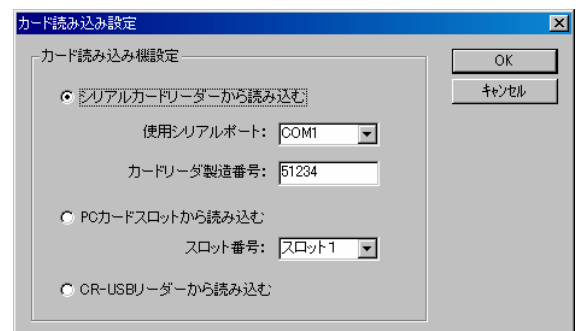 カード読み込み設定
カード読み込み機設定
シリアルカードリーダーから読み込む
使用シリアルポート: COM1
カードリーダ製造番号: 51234
PCカードスロットから読み込む
スロット番号: スロット1
CR-USBリーダーから読み込む
OK
キャンセル